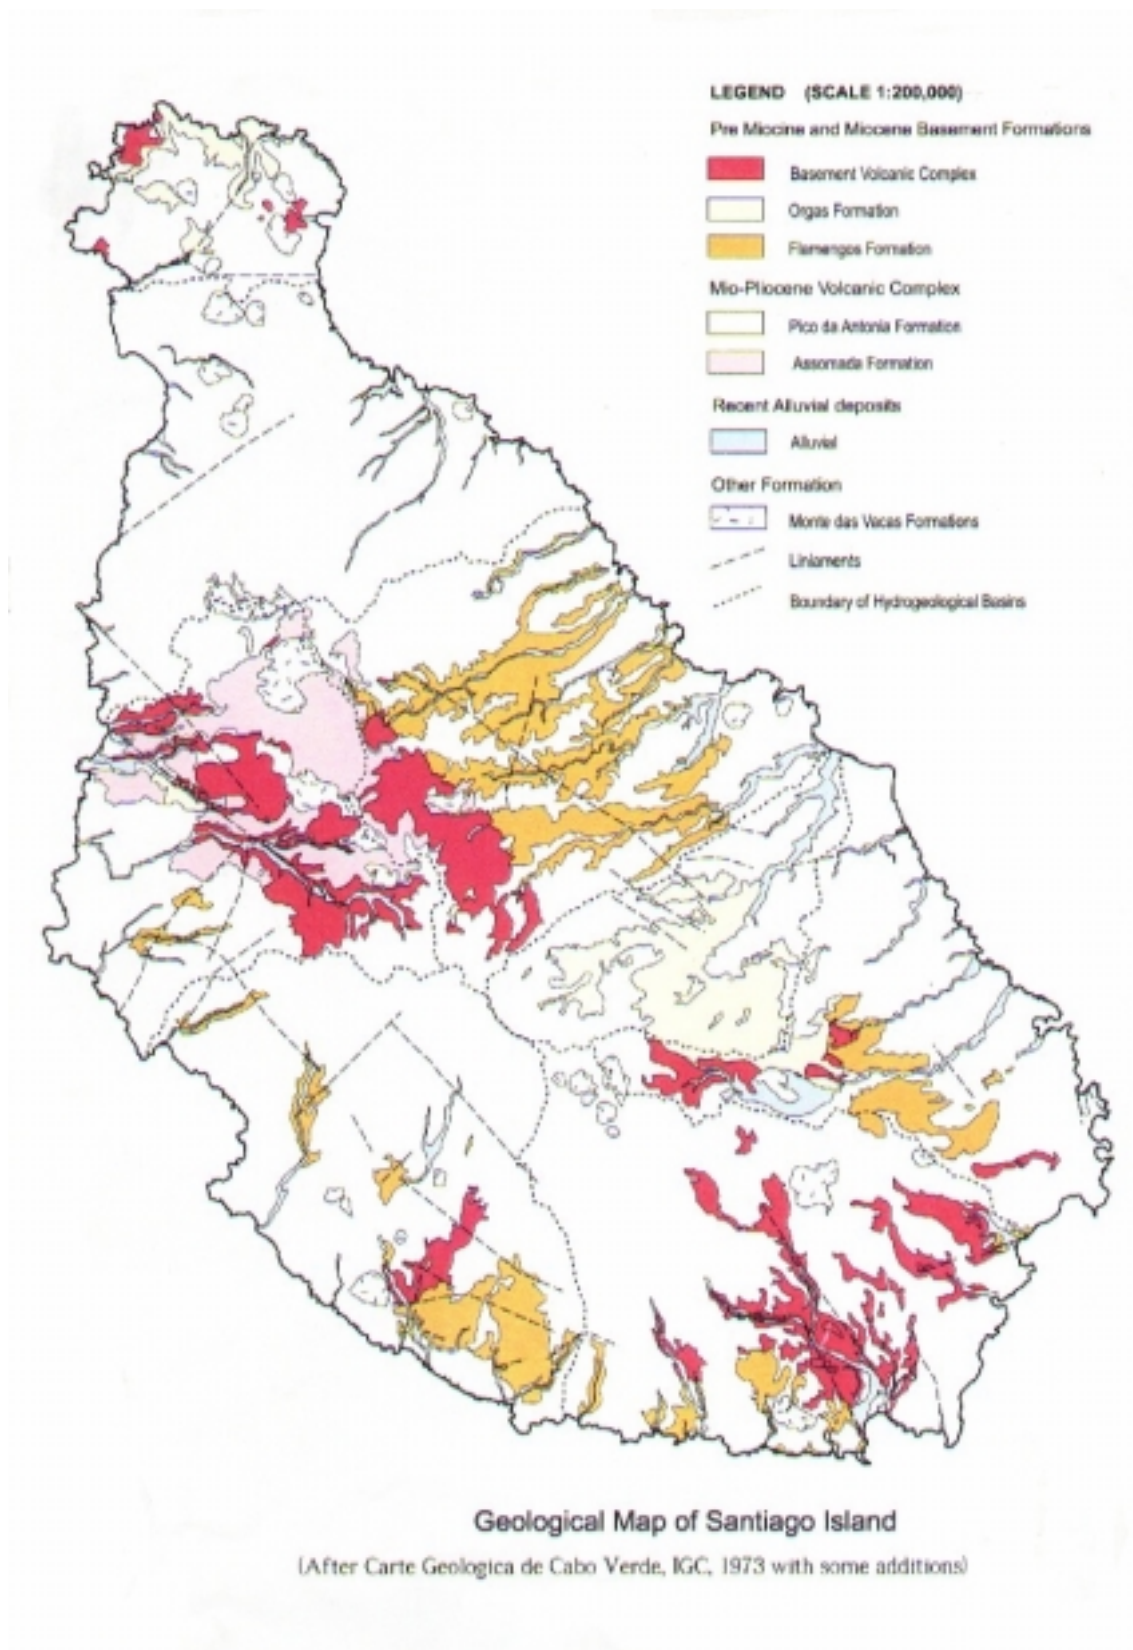 LEGEND (SCALE 1:200,000)
Pre Miocine and Miocene Basement Formations
Basement Volcanic Complex
Orgas Formation
Flamengos Formation
Mio-Pliocene Volcanic Complex
Pico da Antonia Formation
Assomada Formation
Recent Alluvial deposits
Alluvial
Other Formation
Monte das Vacas Formations
Liniaments
Boundary of Hydrogeological Basins
Geological Map of Santiago Island
(After Carte Geologica de Cabo Verde, IGC, 1973 with some additions)